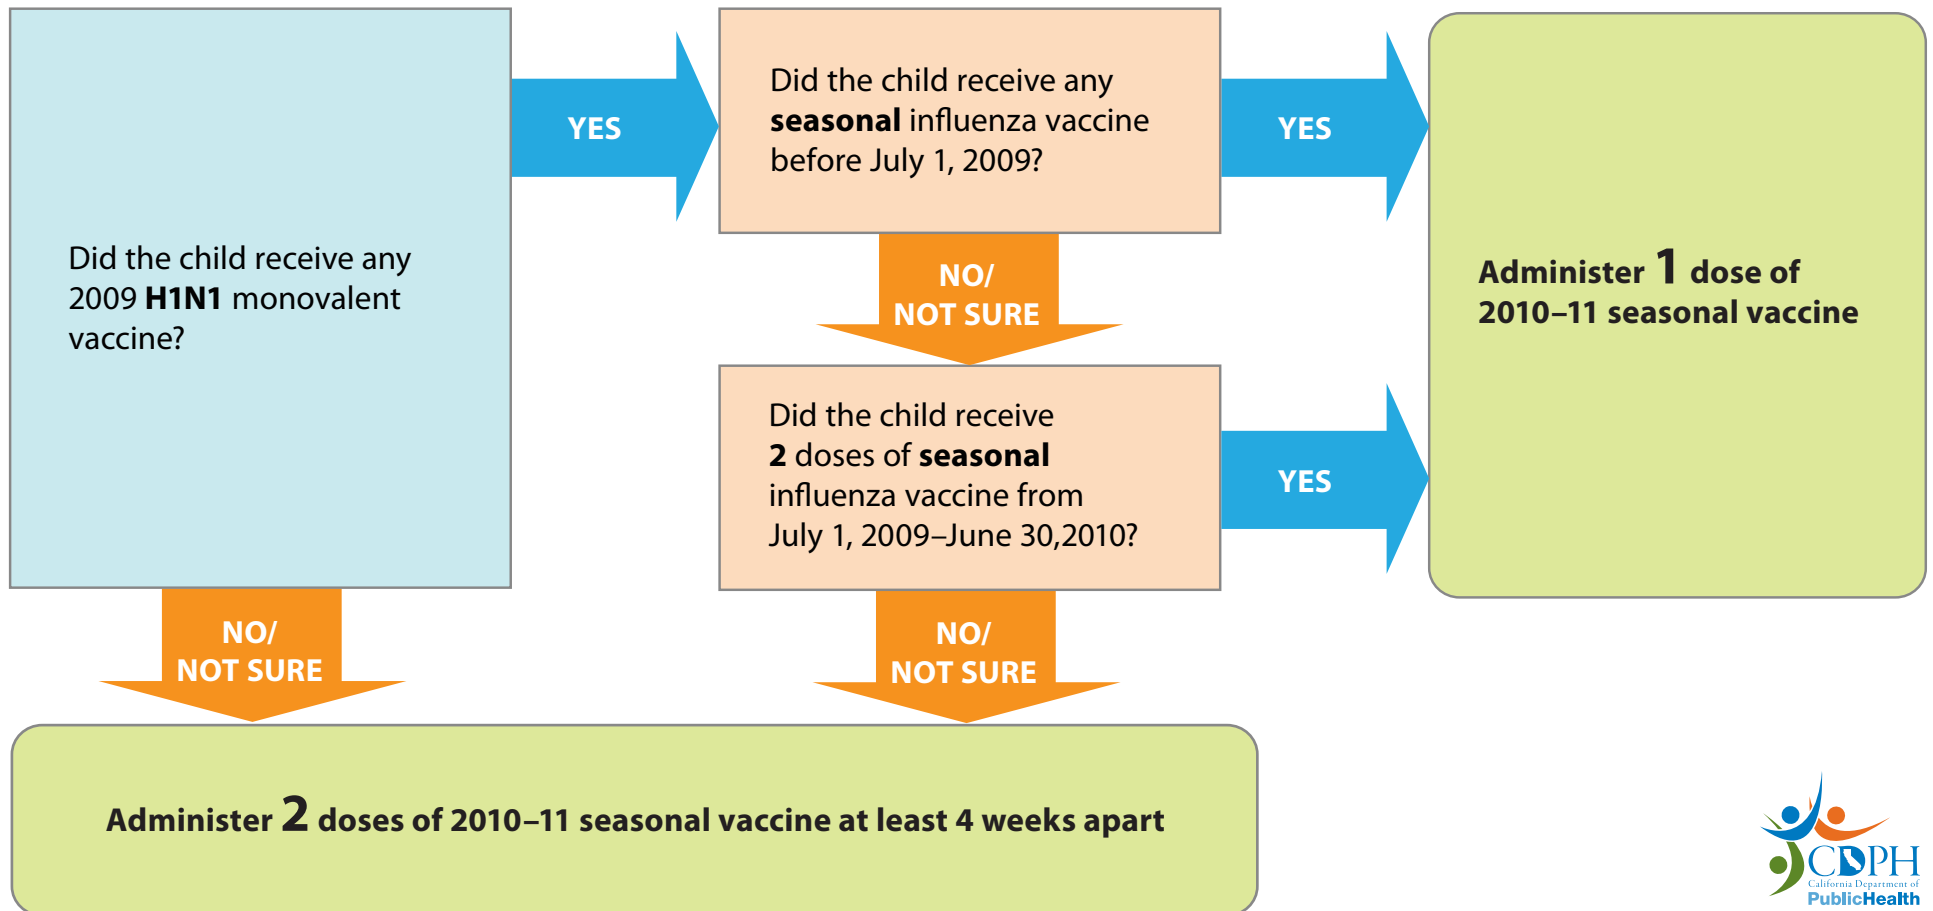 Did the child receive any
2009 H1N1 monovalent
vaccine?
YES
Did the child receive any
seasonal influenza vaccine
before July 1, 2009?
YES
Administer 1 dose of
2010–11 seasonal vaccine
NO/
NOT SURE
Did the child receive
2 doses of seasonal
influenza vaccine from
July 1, 2009–June 30,2010?
YES
NO/
NOT SURE
NO/
NOT SURE
Administer 2 doses of 2010–11 seasonal vaccine at least 4 weeks apart
CDPH
California Department of
PublicHealth